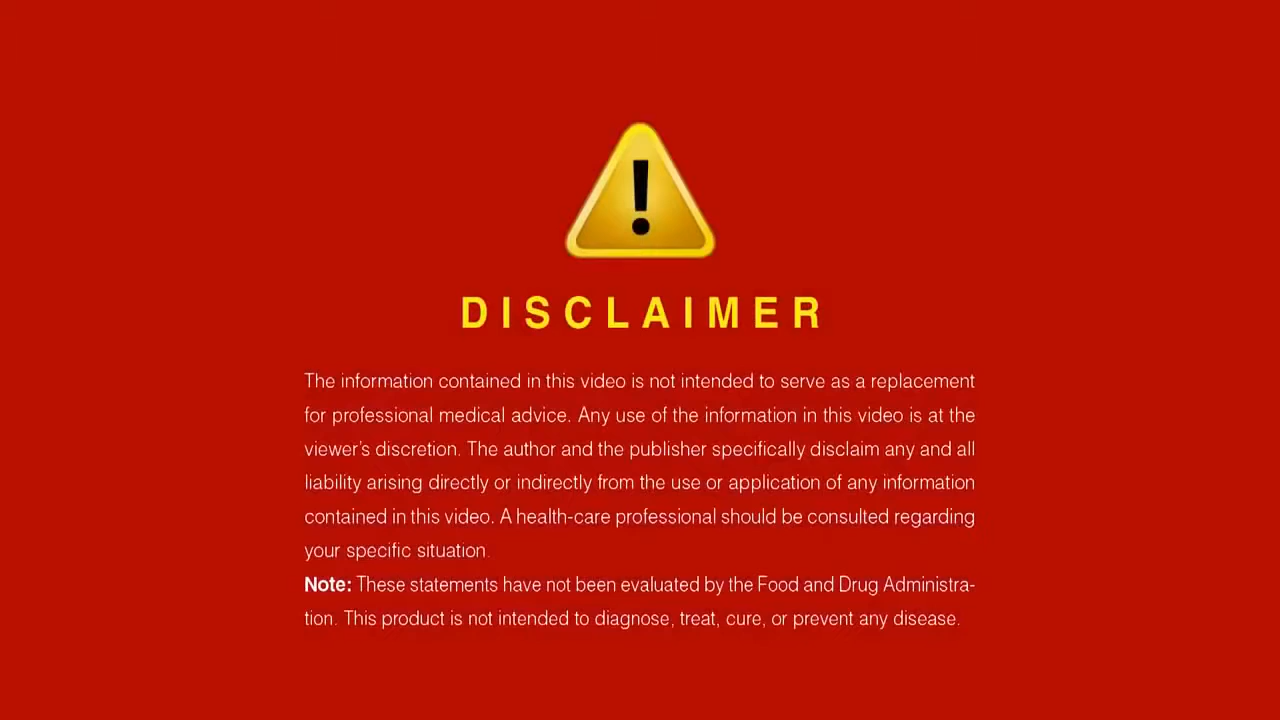 !
DISCLAIMER
The information contained in this video is not intended to serve as a replacement
for professional medical advice. Any use of the information in this video is at the
viewer's discretion. The author and the publisher specifically disclaim any and all
liability arising directly or indirectly from the use or application of any information
contained in this video. A health-care professional should be consulted regarding
your specific situation.
Note: These statements have not been evaluated by the Food and Drug Administra-
tion. This product is not intended to diagnose, treat, cure, or prevent any disease.